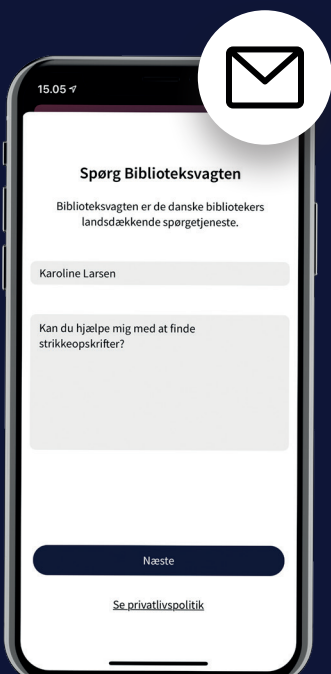 15.05
Spørg Biblioteksvagten
Biblioteksvagten er de danske bibliotekers
landsdækkende spørgetjeneste.
Karoline Larsen
Kan du hjælpe mig med at finde
strikkeopskrifter?
Næste
Se privatlivspolitik